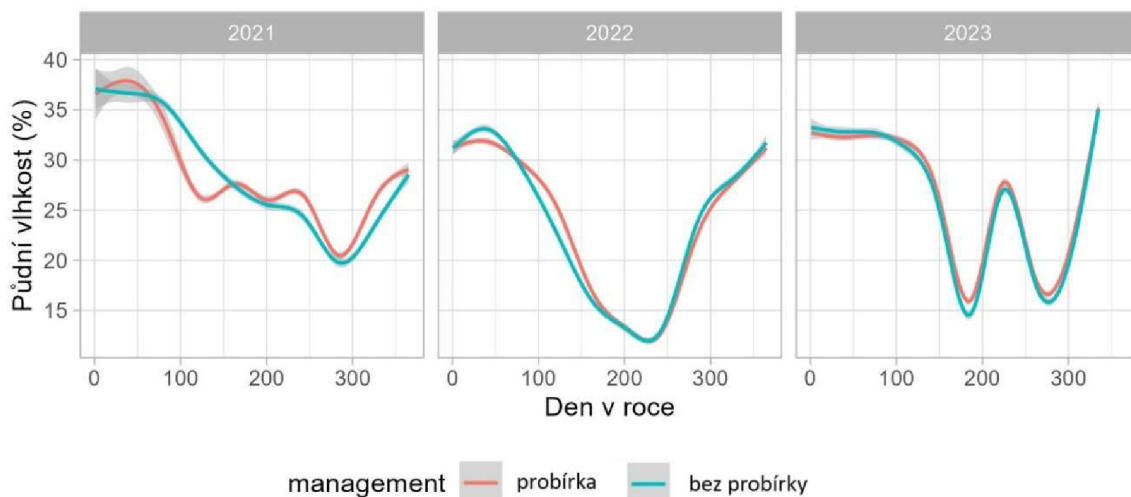 2021 2022 2023
40
35
30
25
20
15
Půdní vlhkost (%)
0 100 200 300 0 100 200 300 0 100 200 300
Den v roce
management probírka bez probírky